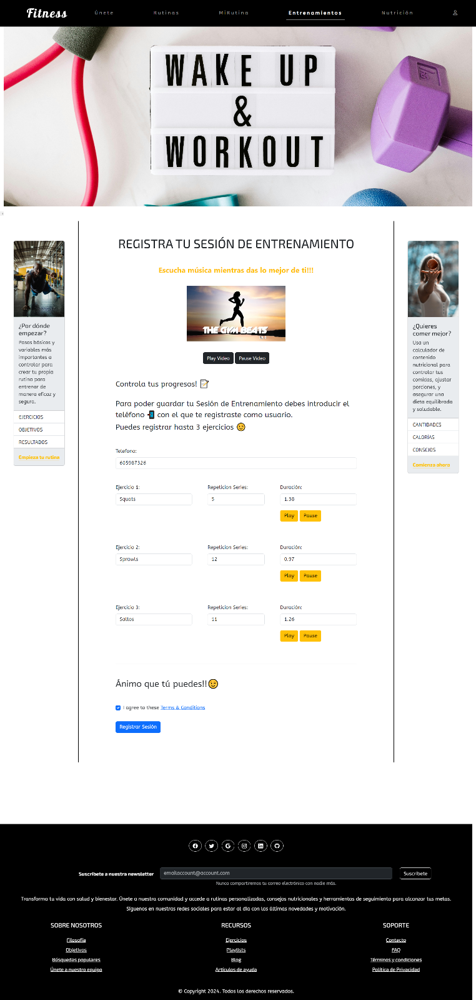 Fitness
Únete
Rutinas
MiRutina
Entrenamientos
Nutrición
WAKE UP
&
WORKOUT
¿Por dónde
empezar?
Pasos básicos y
variables más
importantes a
controlar para
crear tu propia
rutina para
entrenar de
manera eficaz y
segura.
EJERCICIOS
OBJETIVOS
RESULTADOS
Empieza tu rutina
REGISTRA TU SESIÓN DE ENTRENAMIENTO
Escucha música mientras das lo mejor de ti!!!
THE GYM BEATS
Play Video Pause Video
Controla tus progresos! 📝
Para poder guardar tu Sesión de Entrenamiento debes introducir el
teléfono 📲 con el que te registraste como usuario.
Puedes registrar hasta 3 ejercicios 😉
Telefono:
605987326
Ejercicio 1: Repeticion Series: Duración:
Squats 5 1.38
Play Pause
Ejercicio 2: Repeticion Series: Duración:
Sprawls 12 0.97
Play Pause
Ejercicio 3: Repeticion Series: Duración:
Saltos 11 1.26
Play Pause
Ánimo que tú puedes!!😉
I agree to these Terms & Conditions
Registrar Sesión
¿Quieres
comer mejor?
Usa un
calculador de
contenido
nutricional para
controlar tus
comidas, ajustar
porciones, y
asegurar una
dieta equilibrada
y saludable.
CANTIDADES
CALORÍAS
CONSEJOS
Comienza ahora
Suscríbete a nuestra newsletter emailaccount@account.com Suscríbete
Nunca compartiremos tu correo electrónico con nadie más.
Transforma tu vida con salud y bienestar. Únete a nuestra comunidad y accede a rutinas personalizadas, consejos nutricionales y herramientas de seguimiento para alcanzar tus metas.
Síguenos en nuestras redes sociales para estar al día con las últimas novedades y motivación.
SOBRE NOSOTROS
Filosofía
Objetivos
Búsquedas populares
Únete a nuestro equipo
RECURSOS
Ejercicios
Playlists
Blog
Artículos de ayuda
SOPORTE
Contacto
FAQ
Términos y condiciones
Política de Privacidad
© Copyright 2024. Todos los derechos reservados.